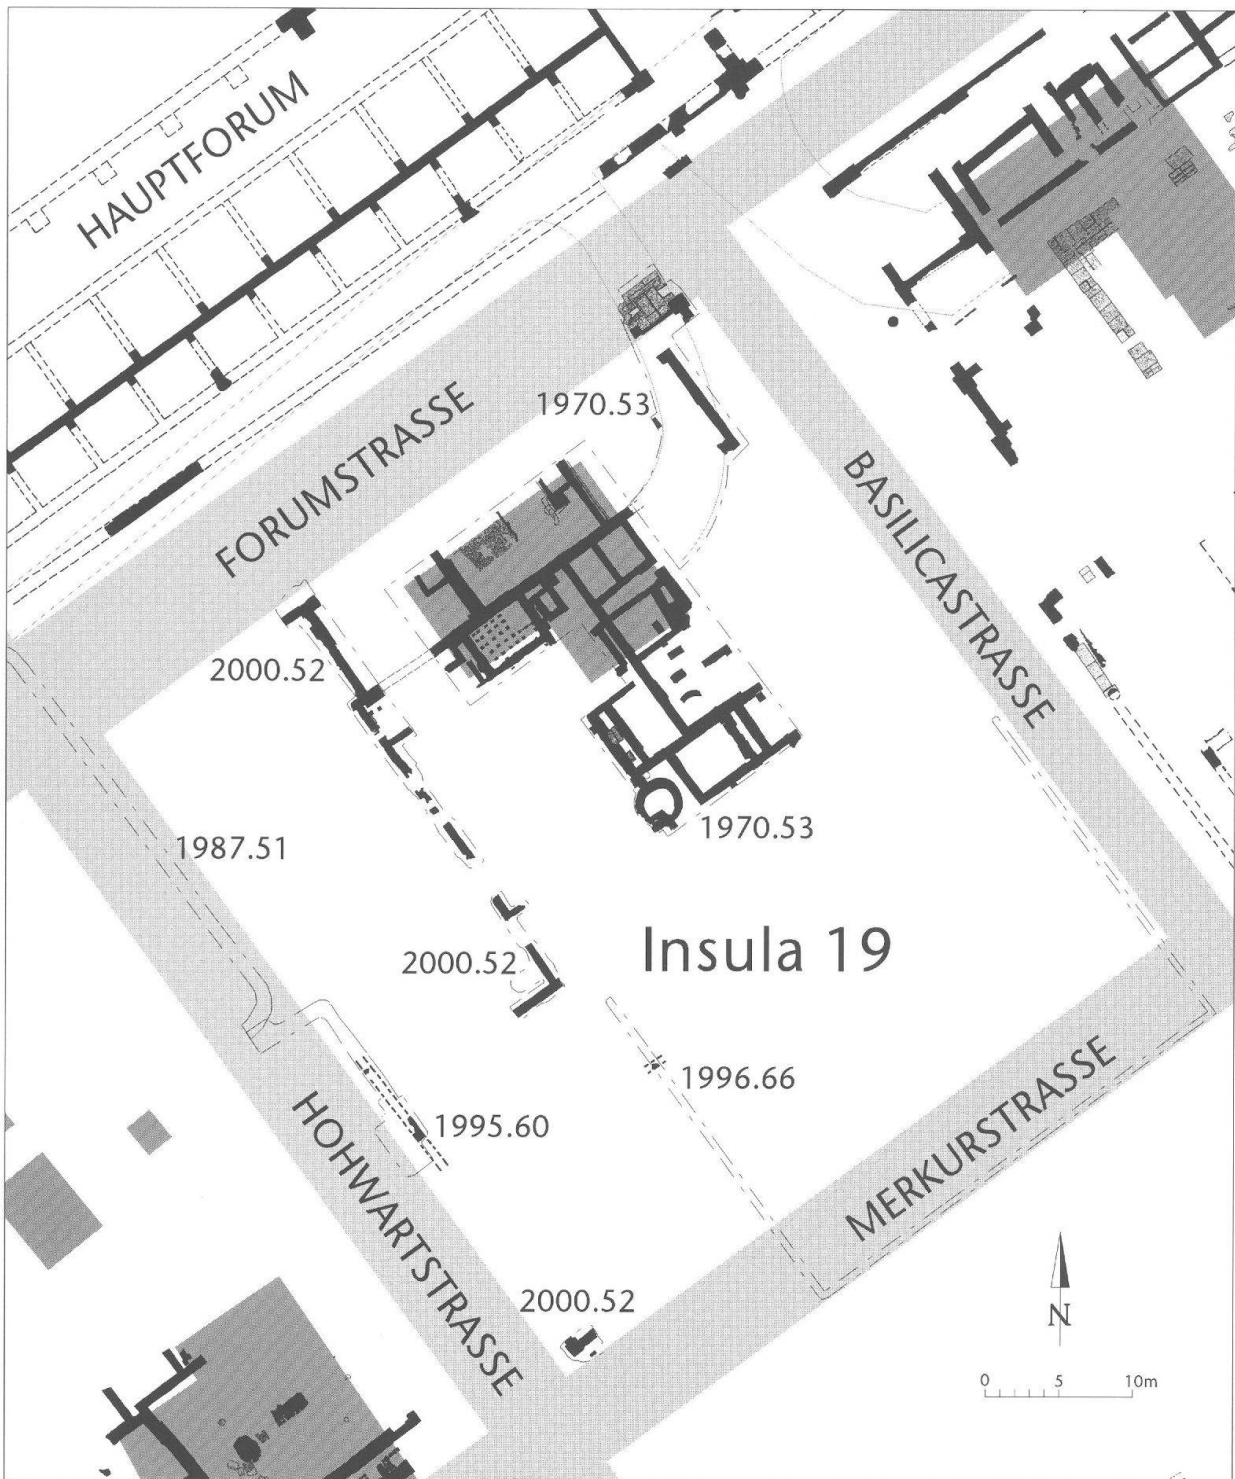 HAUPTFORUM
1970.53
FORUMSTRASSE
BASILICASTRASSE
2000.52
1970.53
1987.51
Insula 19
2000.52
1996.66
1995.60
HOHWARTSTRASSE
MERKURSTRASSE
2000.52
N
0 5 10m